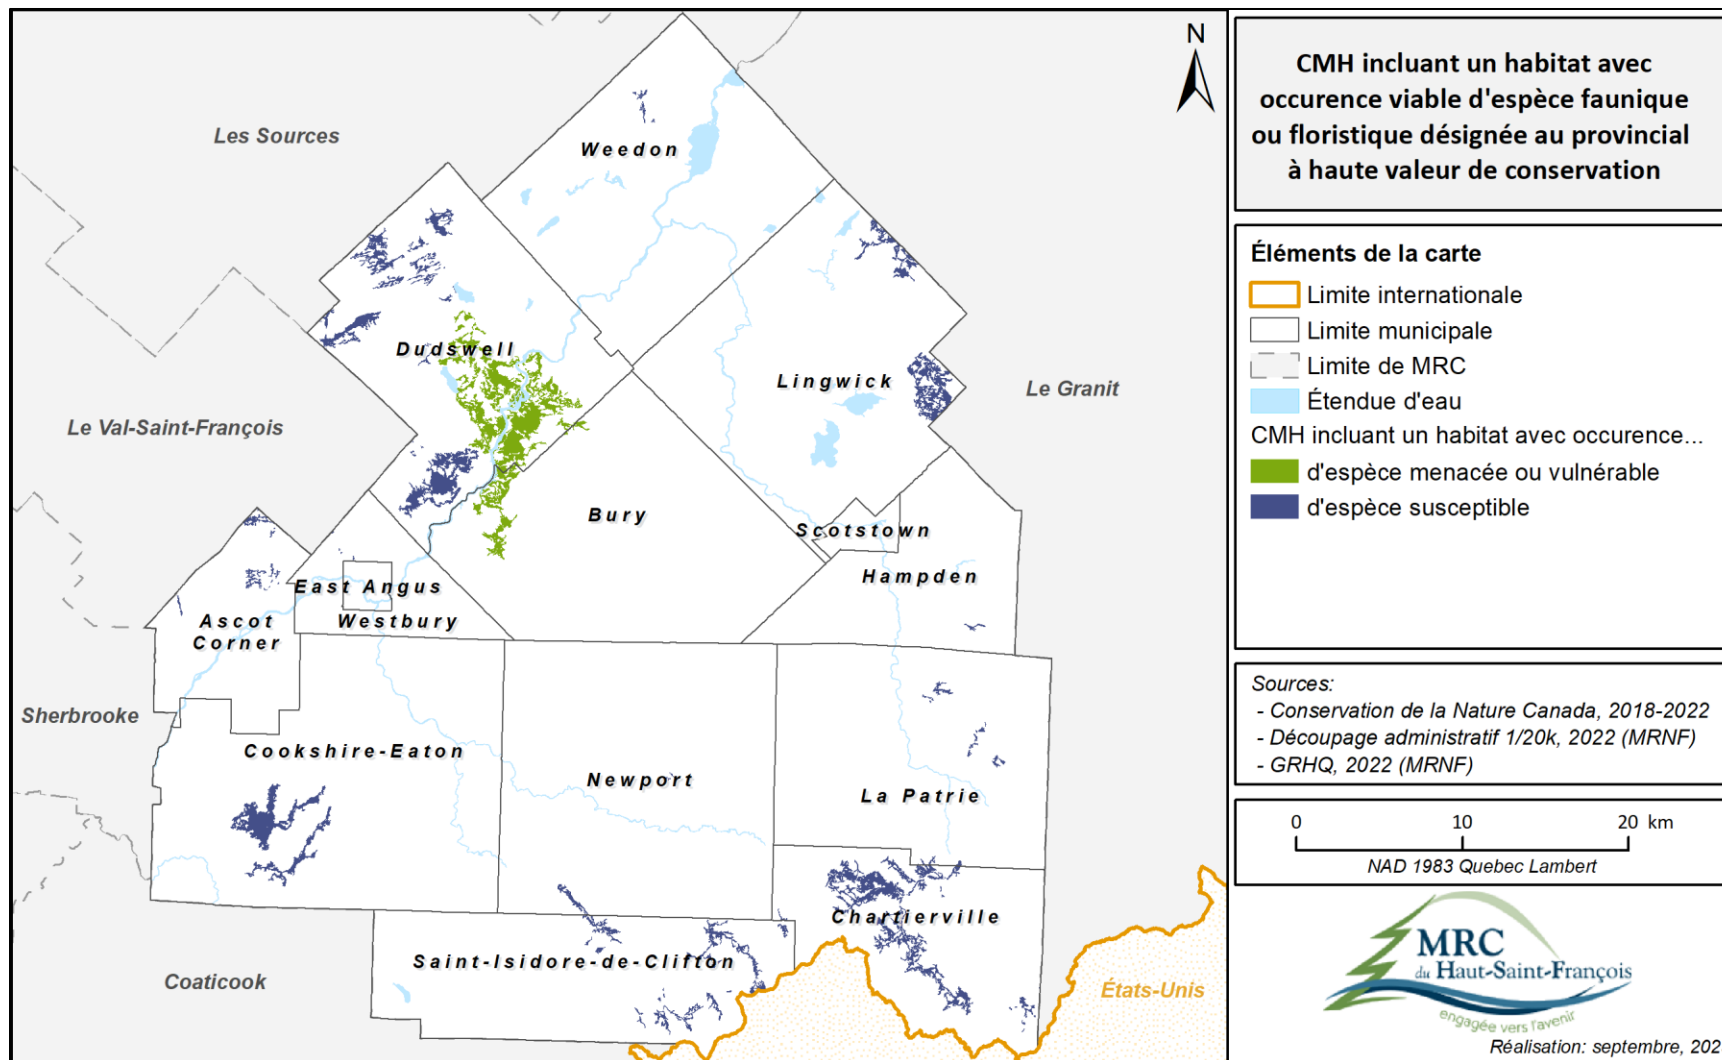 N
Les Sources
Weedon
Dudswell
Lingwick
Le Granit
Le Val-Saint-François
Bury
Scotstown
Hampden
East Angus
Ascot
Corner
Westbury
Sherbrooke
Cookshire-Eaton
Newport
La Patrie
Chartierville
Saint-Isidore-de-Clifton
Coaticook
États-Unis
CMH incluant un habitat avec
occurence viable d'espèce faunique
ou floristique désignée au provincial
à haute valeur de conservation
Éléments de la carte
Limite internationale
Limite municipale
Limite de MRC
Étendue d'eau
CMH incluant un habitat avec occurence...
d'espèce menacée ou vulnérable
d'espèce susceptible
Sources:
- Conservation de la Nature Canada, 2018-2022
- Découpage administratif 1/20k, 2022 (MRNF)
- GRHQ, 2022 (MRNF)
0 10 20 km
NAD 1983 Quebec Lambert
MRC
du Haut-Saint-François
engagée vers l'avenir
Réalisation: septembre, 202